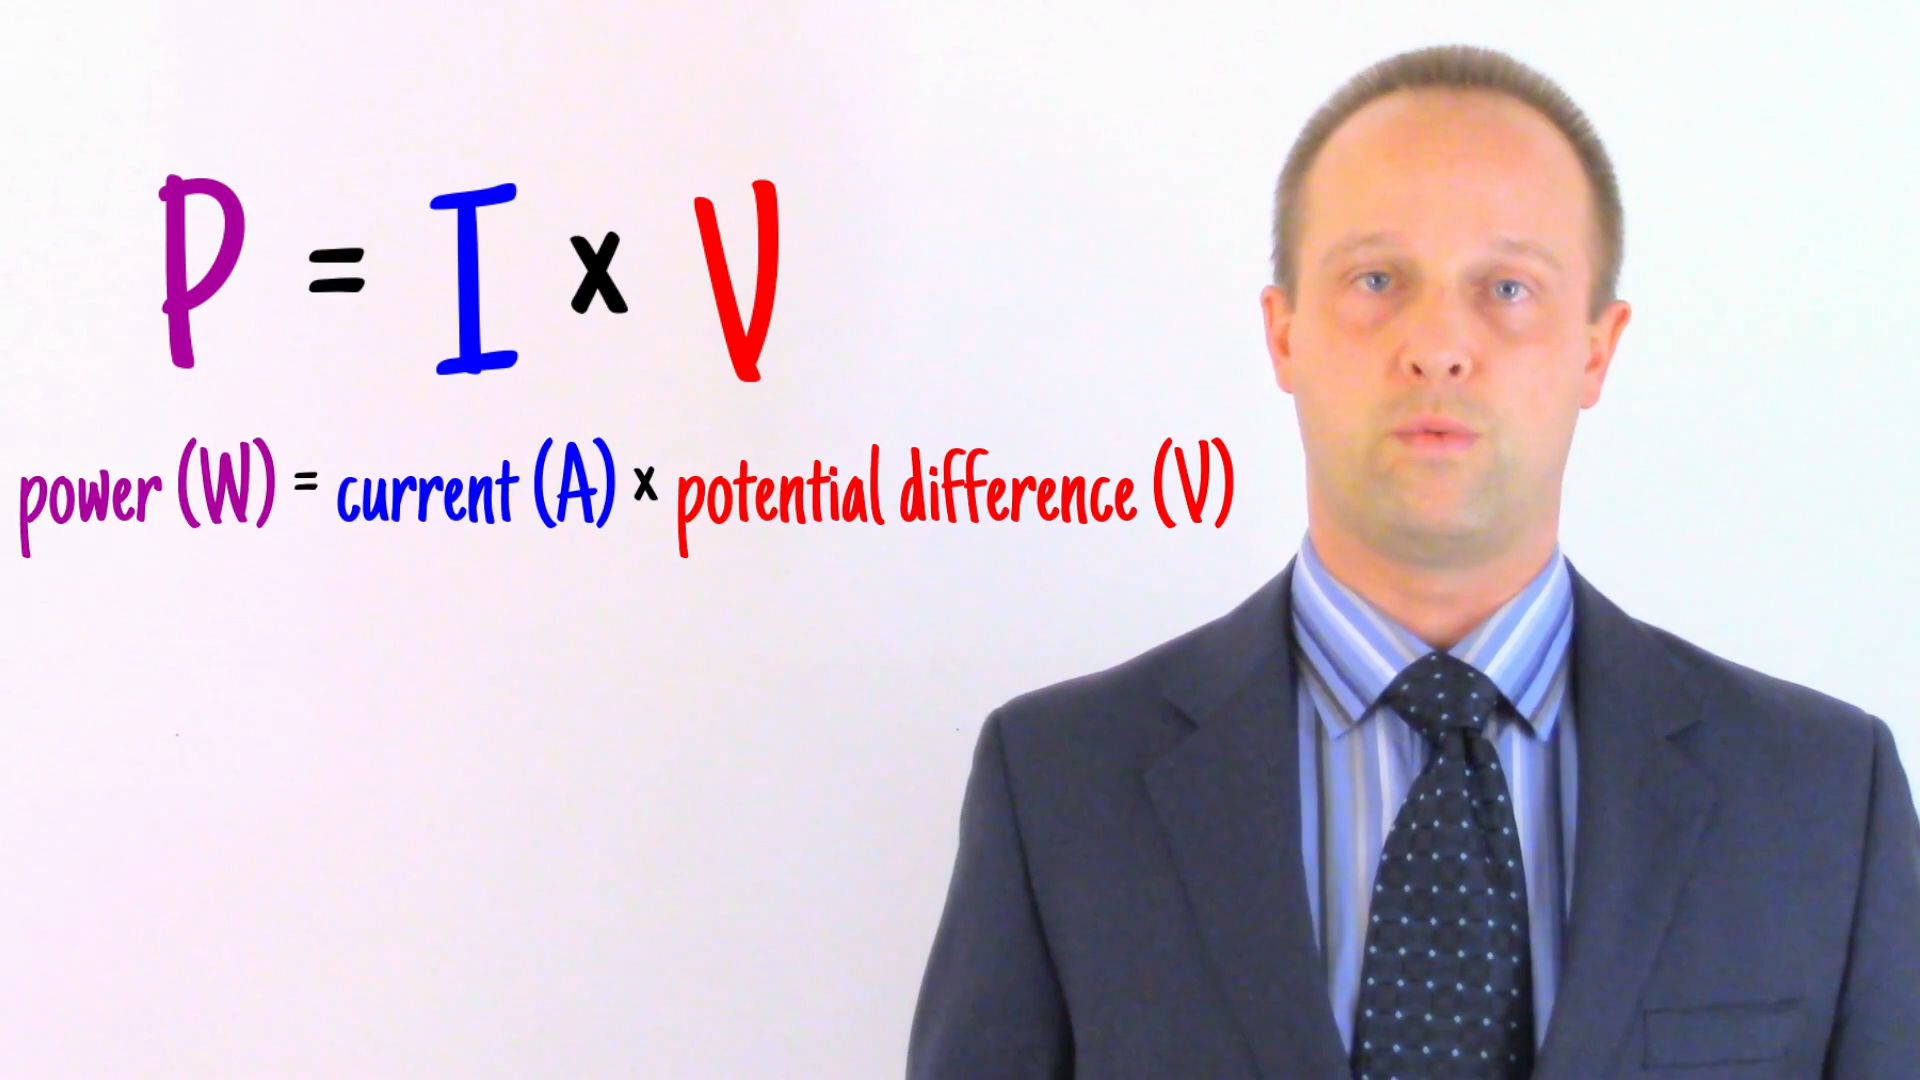 P = I x V
power (W) = current (A) x potential difference (V)